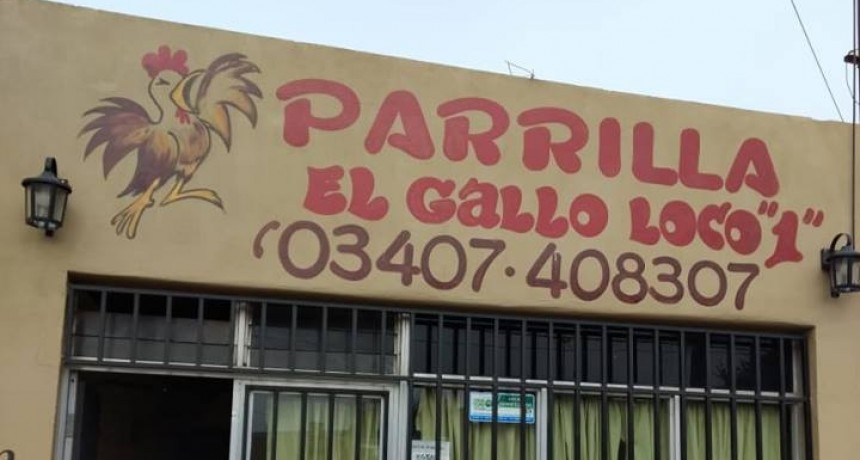 PARRILLA
EL GALLO LOCO "1"
03407·408307